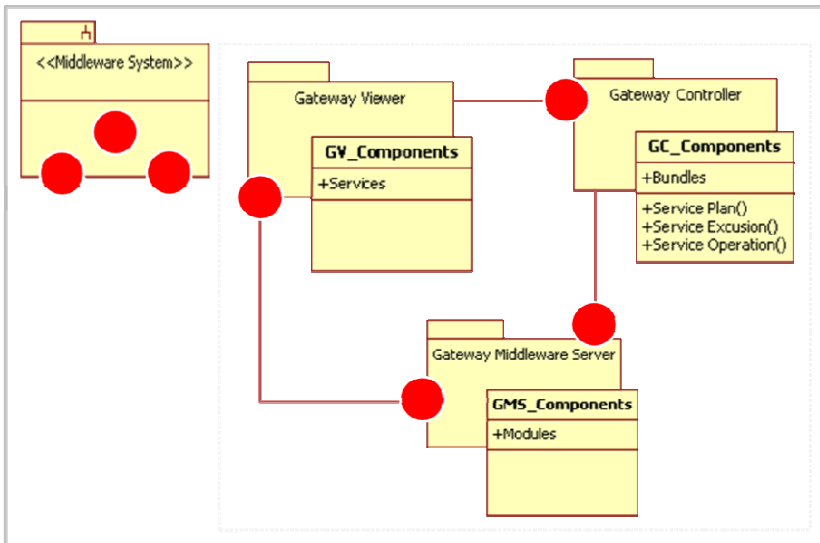 <<Middleware System>>
Gateway Viewer
GV_Components
+Services
Gateway Controller
GC_Components
+Bundles
+Service Plan()
+Service Excusion()
+Service Operation()
Gateway Middleware Server
GMS_Components
+Modules